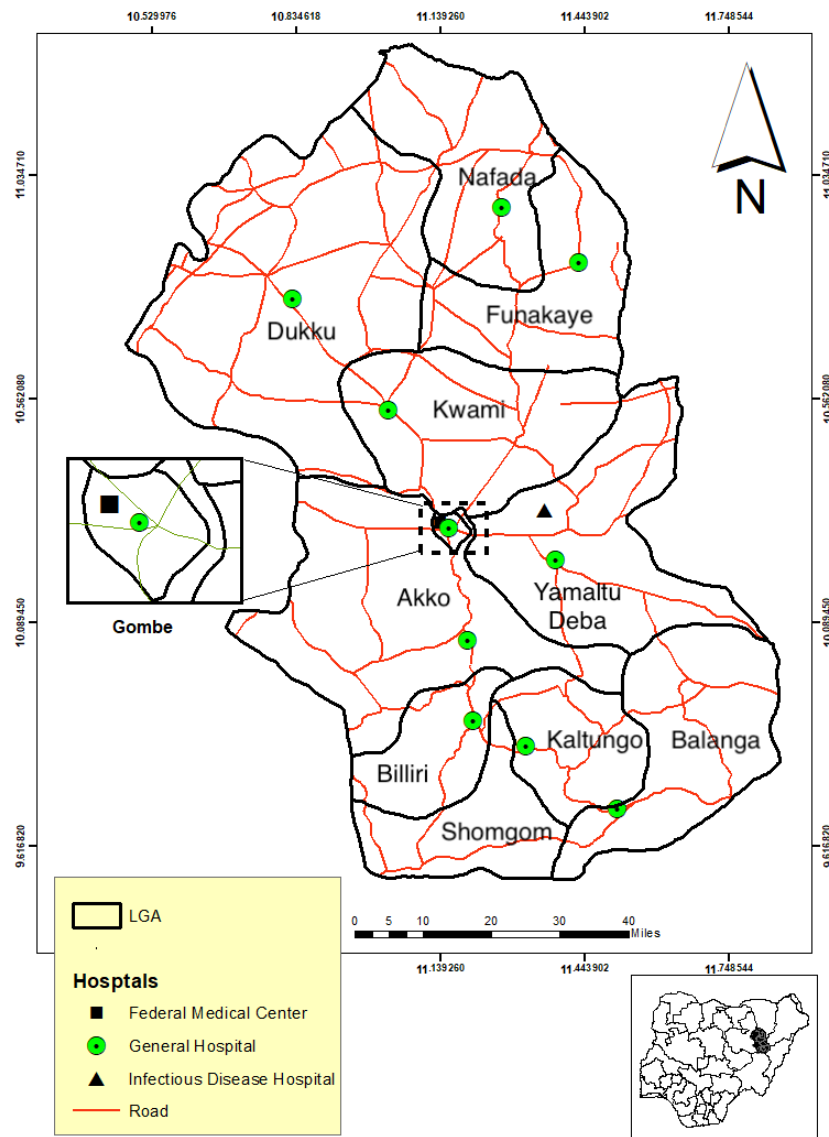 10.529976 10.834618 11.139260 11.443902 11.748544
11.034710 11.034710
N
Nafada
Funakaye
Dukku
10.562080 10.562080
Kwami
Gombe
Akko
Yamaltu
Deba
10.089450 10.089450
Kaltungo
Balanga
Billiri
Shomgom
9.616820 9.616820
0 5 10 20 30 40
Miles
11.139260 11.443902 11.748544
LGA
Hosptals
Federal Medical Center
General Hospital
Infectious Disease Hospital
Road